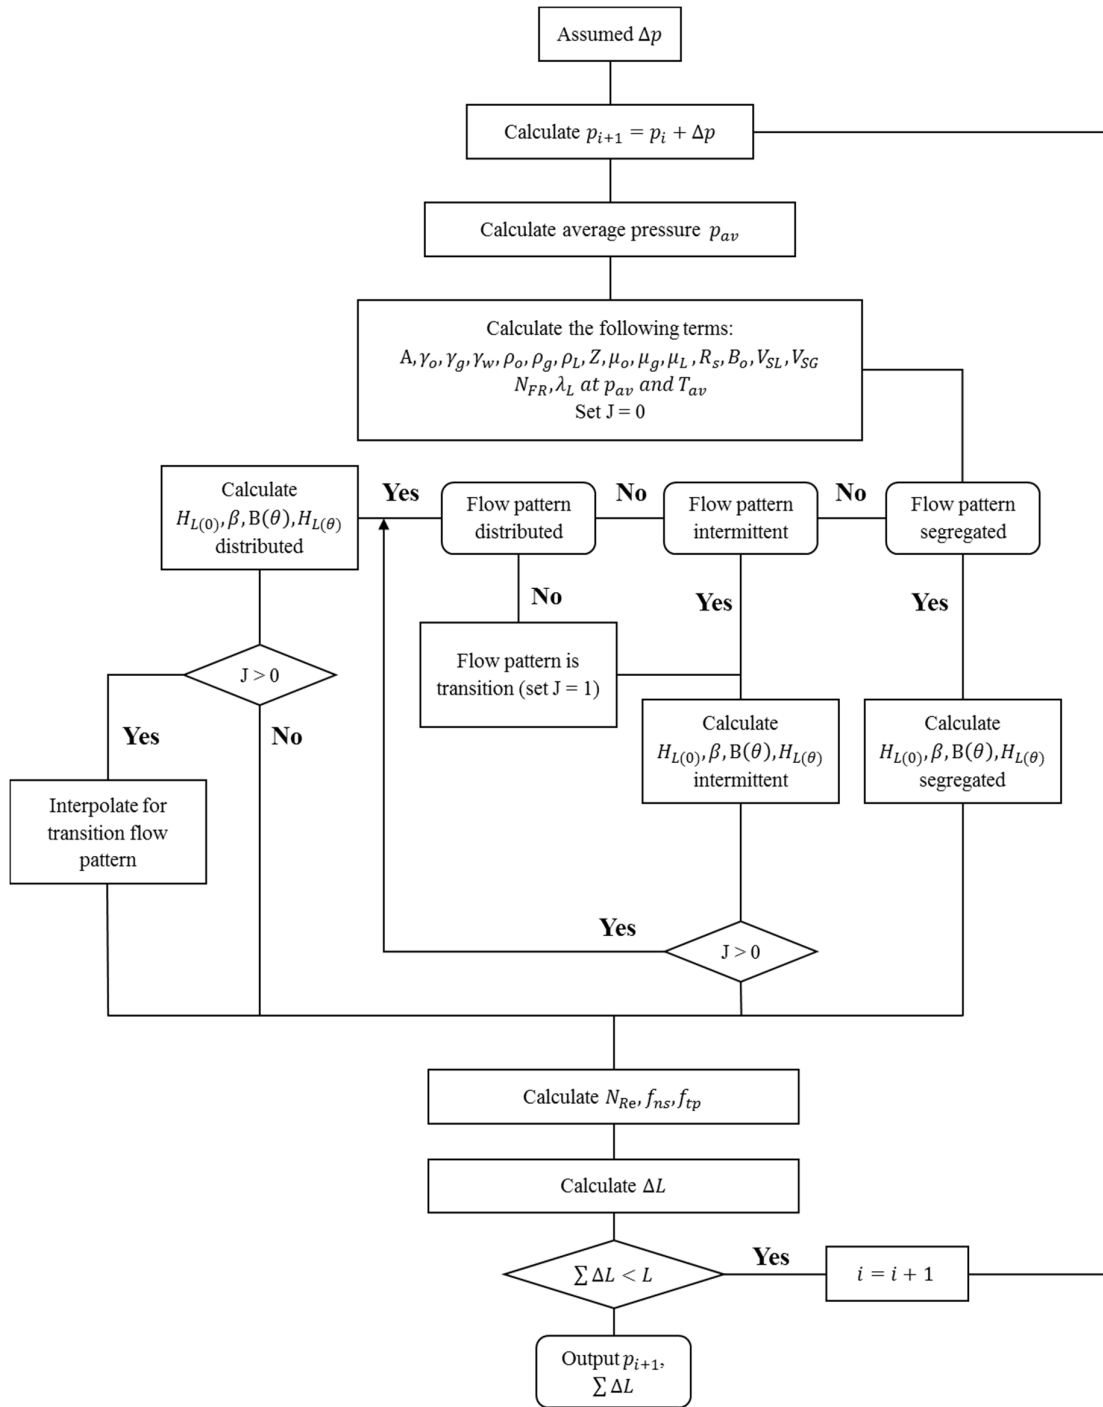 Assumed Δp
Calculate p_{i+1} = p_i + Δp
Calculate average pressure p_{av}
Calculate the following terms:
A, γ_o, γ_g, γ_w, ρ_o, ρ_g, ρ_L, Z, μ_o, μ_g, μ_L, R_s, B_o, V_{SL}, V_{SG}
N_{FR}, λ_L at p_{av} and T_{av}
Set J = 0
Calculate
H_{L(0)}, β, B(θ), H_{L(θ)}
distributed
Yes
Flow pattern
distributed
No
Flow pattern
intermittent
No
Flow pattern
segregated
No
Yes
Yes
Flow pattern is
transition (set J = 1)
J > 0
Yes
No
Calculate
H_{L(0)}, β, B(θ), H_{L(θ)}
intermittent
Calculate
H_{L(0)}, β, B(θ), H_{L(θ)}
segregated
Interpolate for
transition flow
pattern
Yes
J > 0
Calculate N_{Re}, f_{ns}, f_{tp}
Calculate ΔL
∑ ΔL < L
Yes
i = i + 1
Output p_{i+1},
∑ ΔL